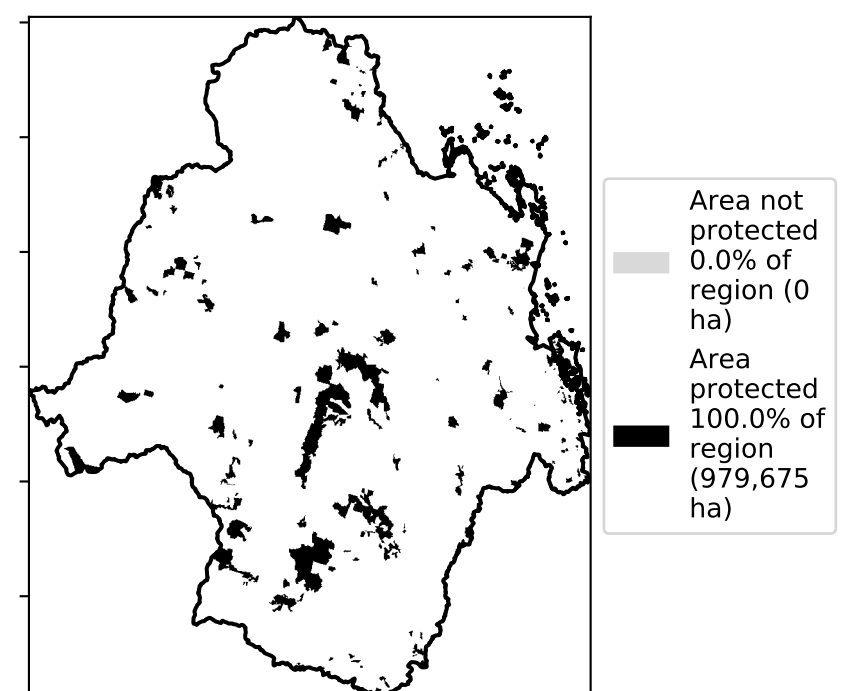 Area not
protected
0.0% of
region (0
ha)
Area
protected
100.0% of
region
(979,675
ha)